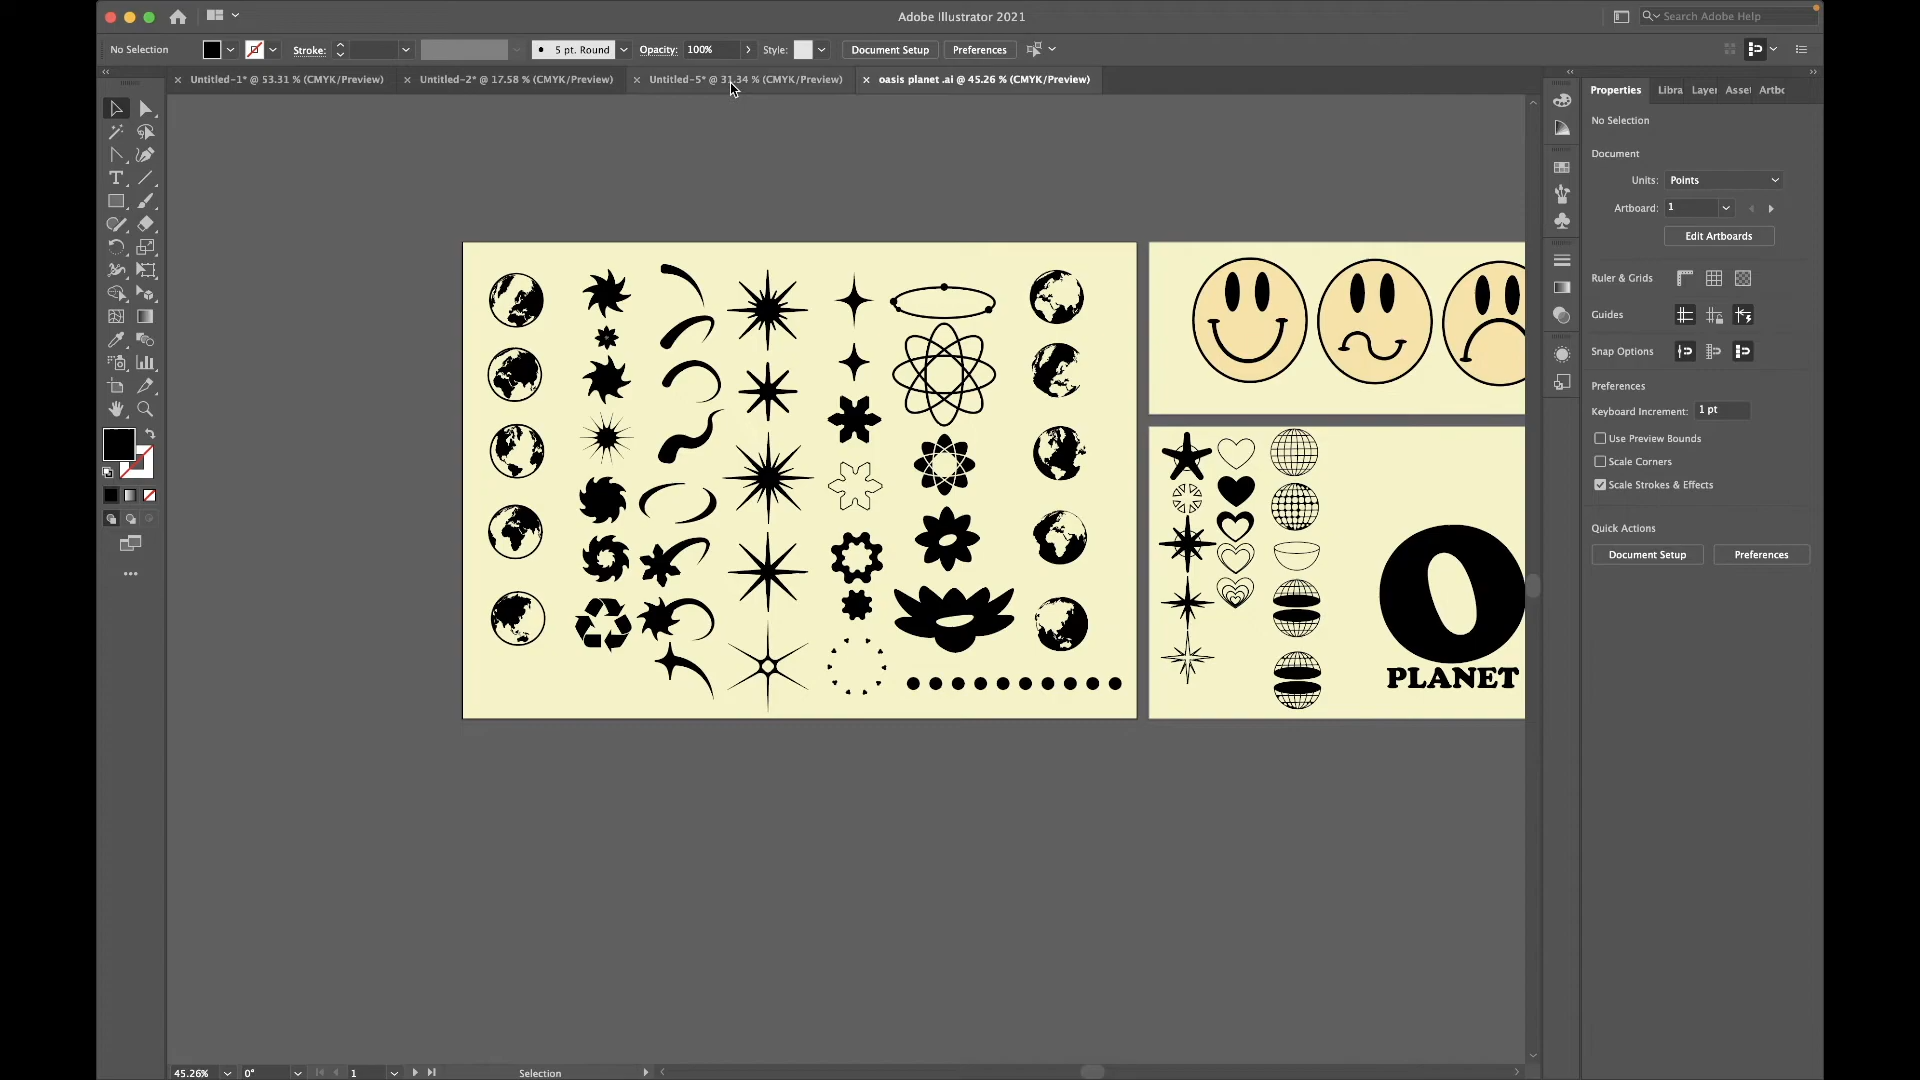 Adobe Illustrator 2021
Search Adobe Help
No Selection
Stroke:
5 pt. Round
Opacity:
100%
Style:
Document Setup
Preferences
Untitled-1* @ 53.31 % (CMYK/Preview)
Untitled-2* @ 17.58 % (CMYK/Preview)
Untitled-5* @ 31.34 % (CMYK/Preview)
oasis planet .ai @ 45.26 % (CMYK/Preview)
Properties
Libra
Layer
Asset
Artbo
No Selection
Document
Units:
Points
Artboard:
1
Edit Artboards
Ruler & Grids
Guides
Snap Options
Preferences
Keyboard Increment:
1 pt
Use Preview Bounds
Scale Corners
Scale Strokes & Effects
Quick Actions
Document Setup
Preferences
PLANET
45.26%
0°
1
Selection